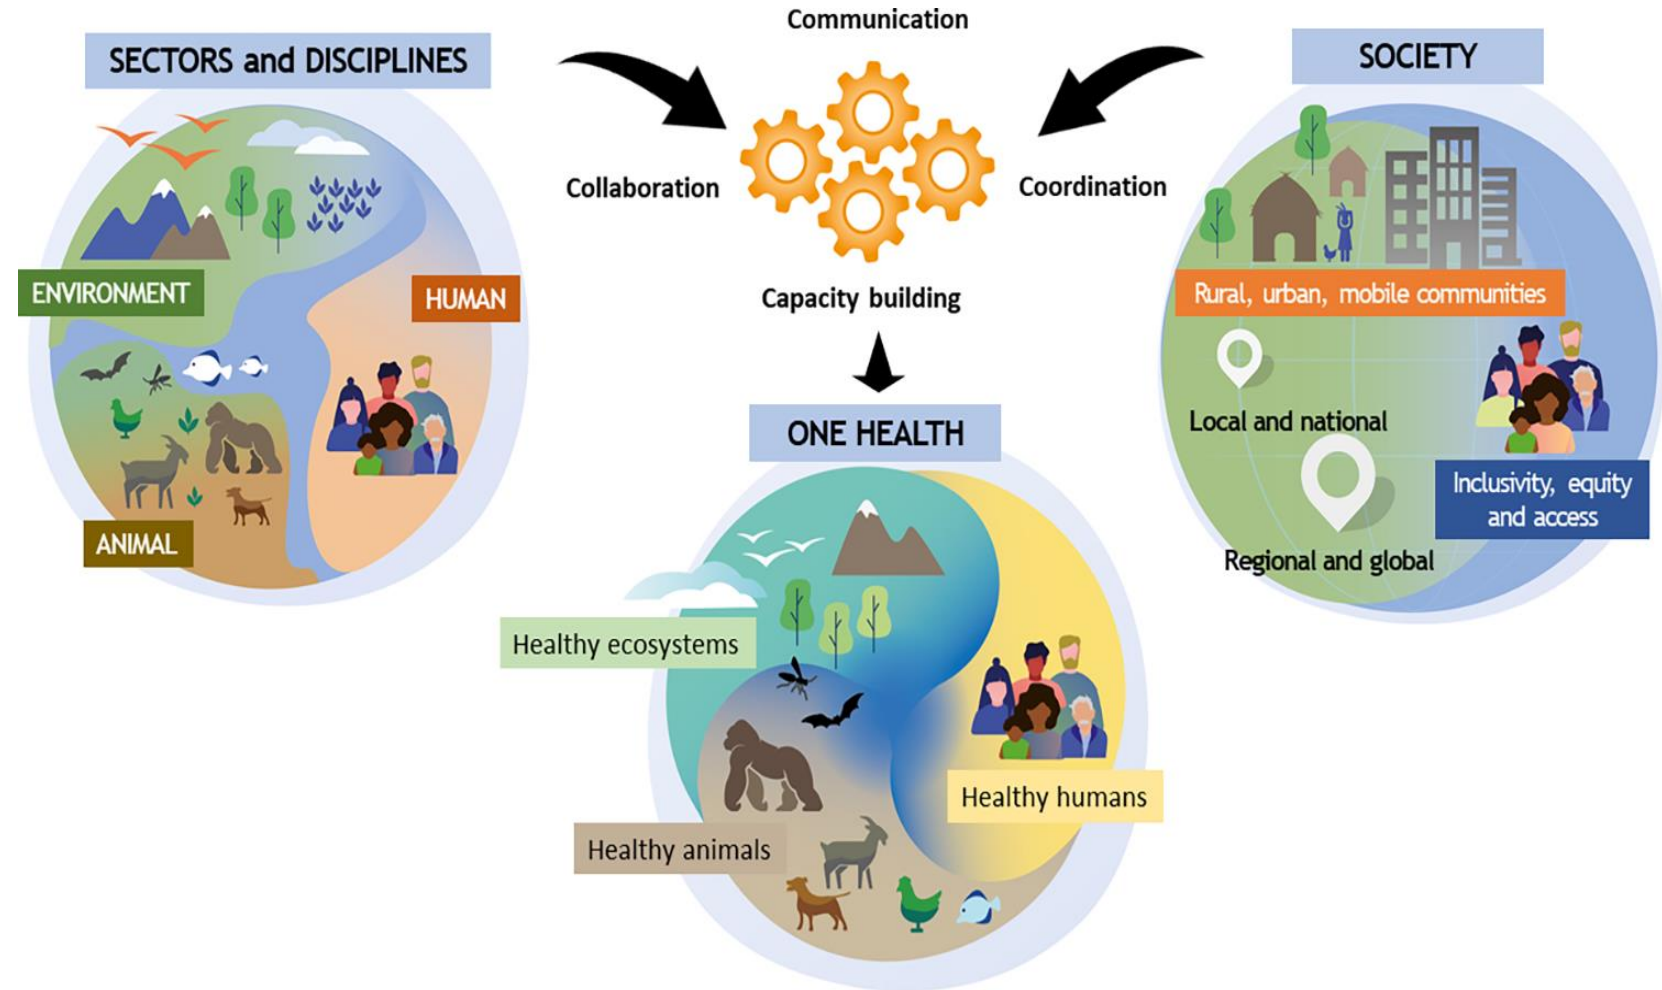 Communication
SECTORS and DISCIPLINES
SOCIETY
Collaboration
Coordination
ENVIRONMENT
HUMAN
Capacity building
Rural, urban, mobile communities
Local and national
ONE HEALTH
Inclusivity, equity
and access
ANIMAL
Regional and global
Healthy ecosystems
Healthy humans
Healthy animals